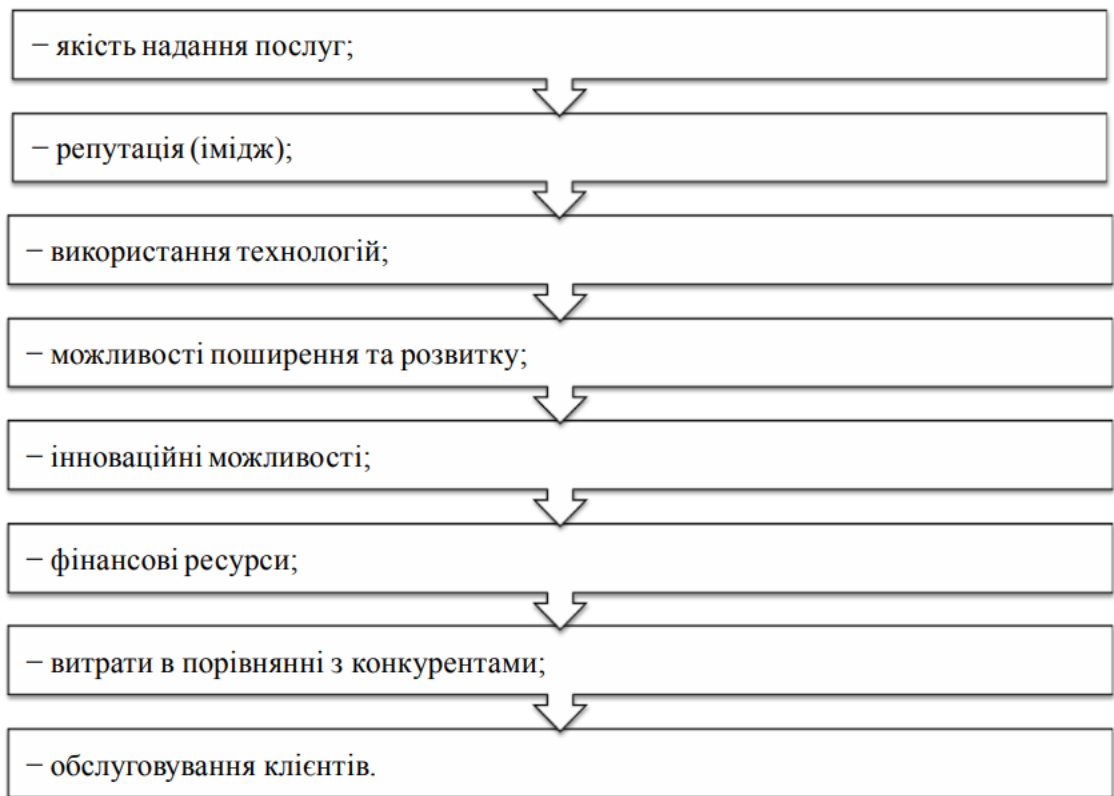 − якість надання послуг;
− репутація (імідж);
− використання технологій;
− можливості поширення та розвитку;
− інноваційні можливості;
− фінансові ресурси;
− витрати в порівнянні з конкурентами;
− обслуговування клієнтів.